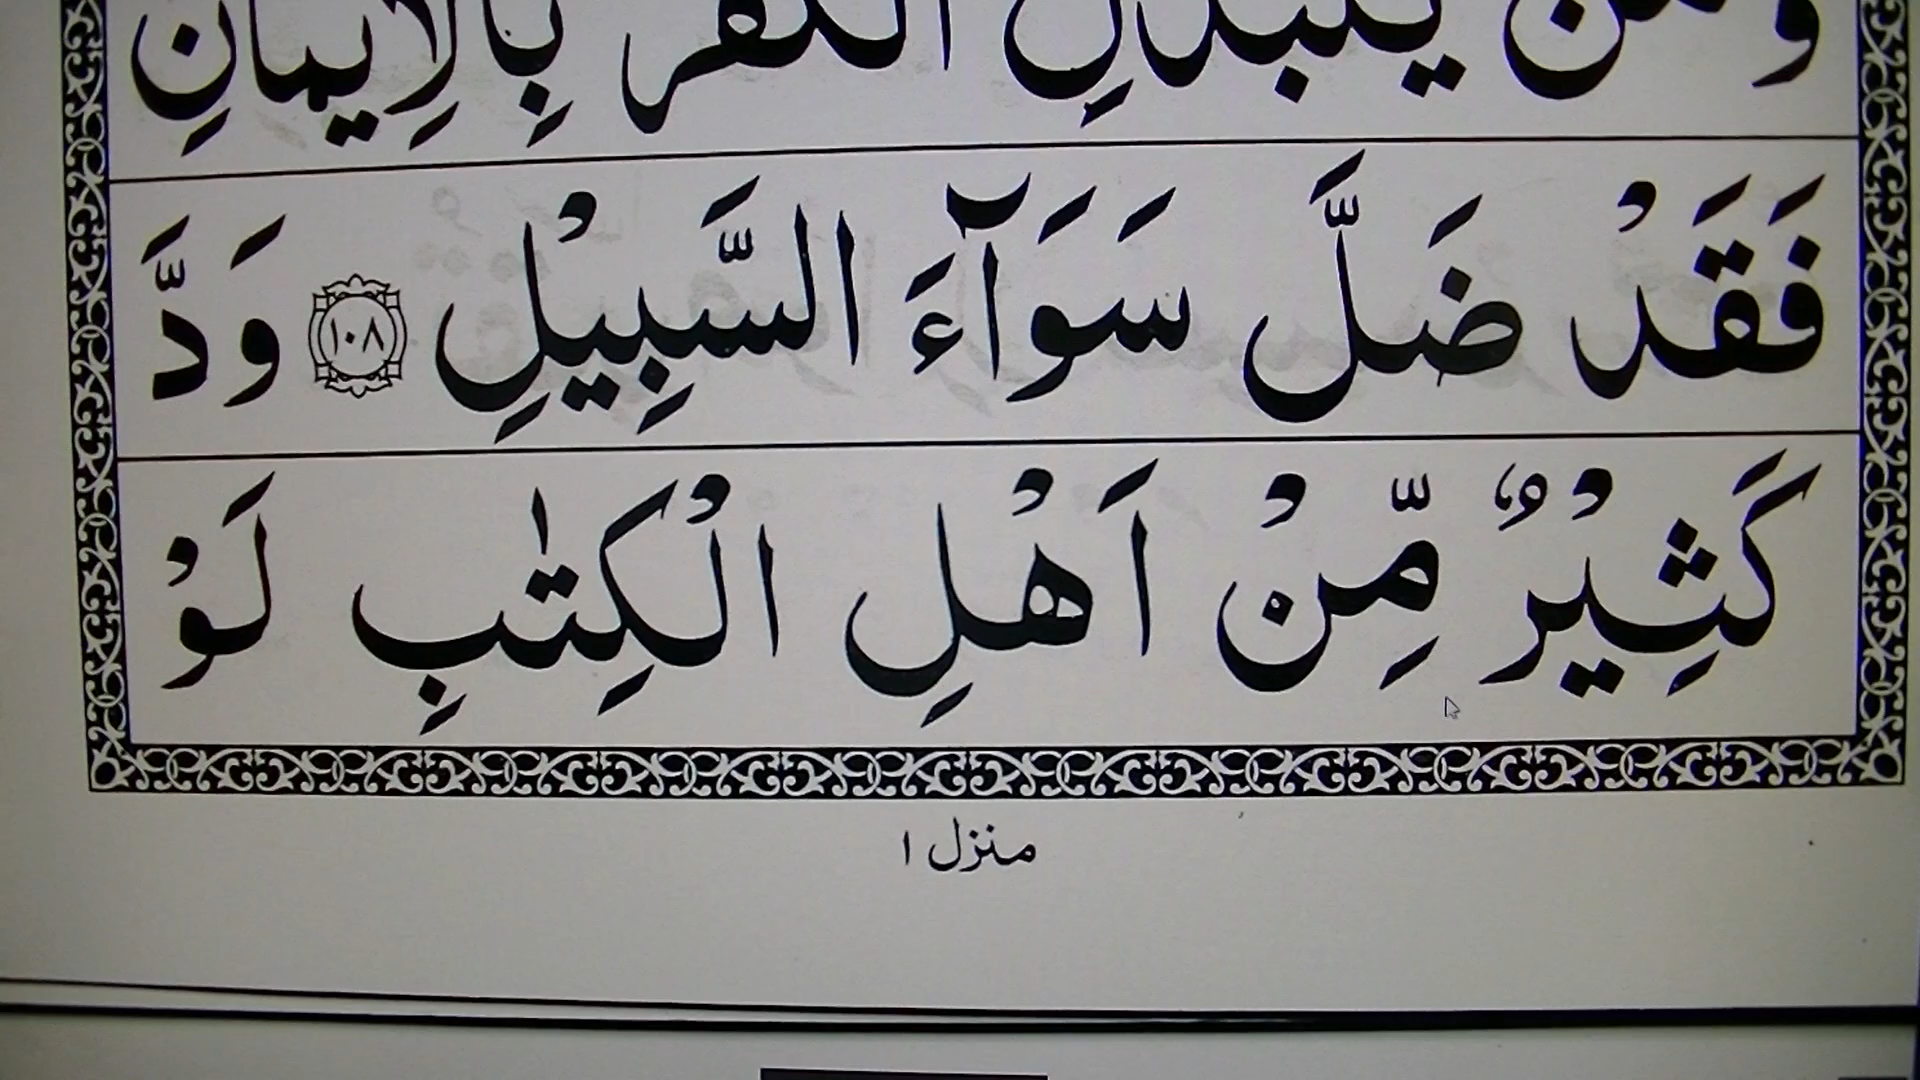 وَمَنْ يَّتَبَدَّلِ الْكُفْرَ بِالْاِيْمَانِ
فَقَدْ ضَلَّ سَوَآءَ السَّبِيْلِ ۝١٠٨ وَدَّ
كَثِيْرٌ مِّنْ اَهْلِ الْكِتٰبِ لَوْ
منزل ١